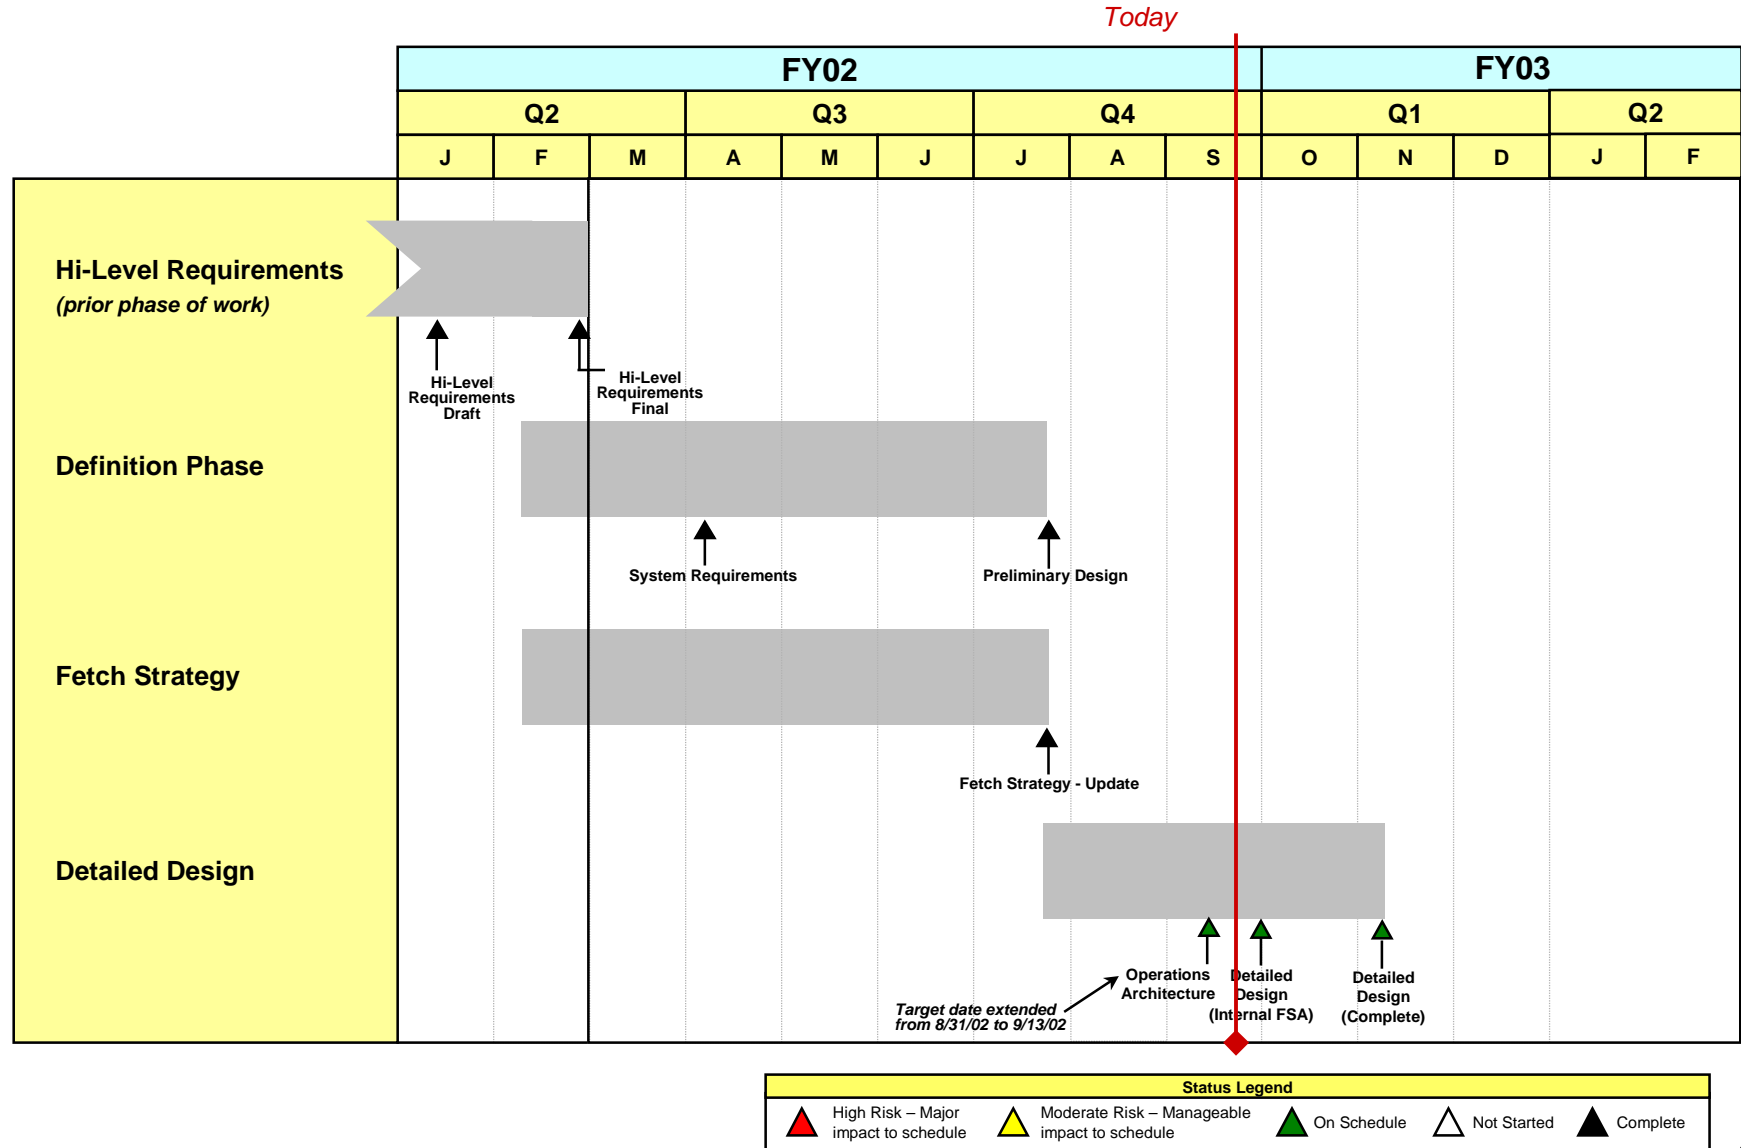 Today
FY02
FY03
Q2
Q3
Q4
Q1
Q2
J
F
M
A
M
J
J
A
S
O
N
D
J
F
Hi-Level Requirements
(prior phase of work)
Hi-Level
Requirements
Draft
Hi-Level
Requirements
Final
Definition Phase
System Requirements
Preliminary Design
Fetch Strategy
Fetch Strategy - Update
Detailed Design
Target date extended
from 8/31/02 to 9/13/02
Operations
Architecture
Detailed
Design
(Internal FSA)
Detailed
Design
(Complete)
Status Legend
High Risk – Major
impact to schedule
Moderate Risk – Manageable
impact to schedule
On Schedule
Not Started
Complete